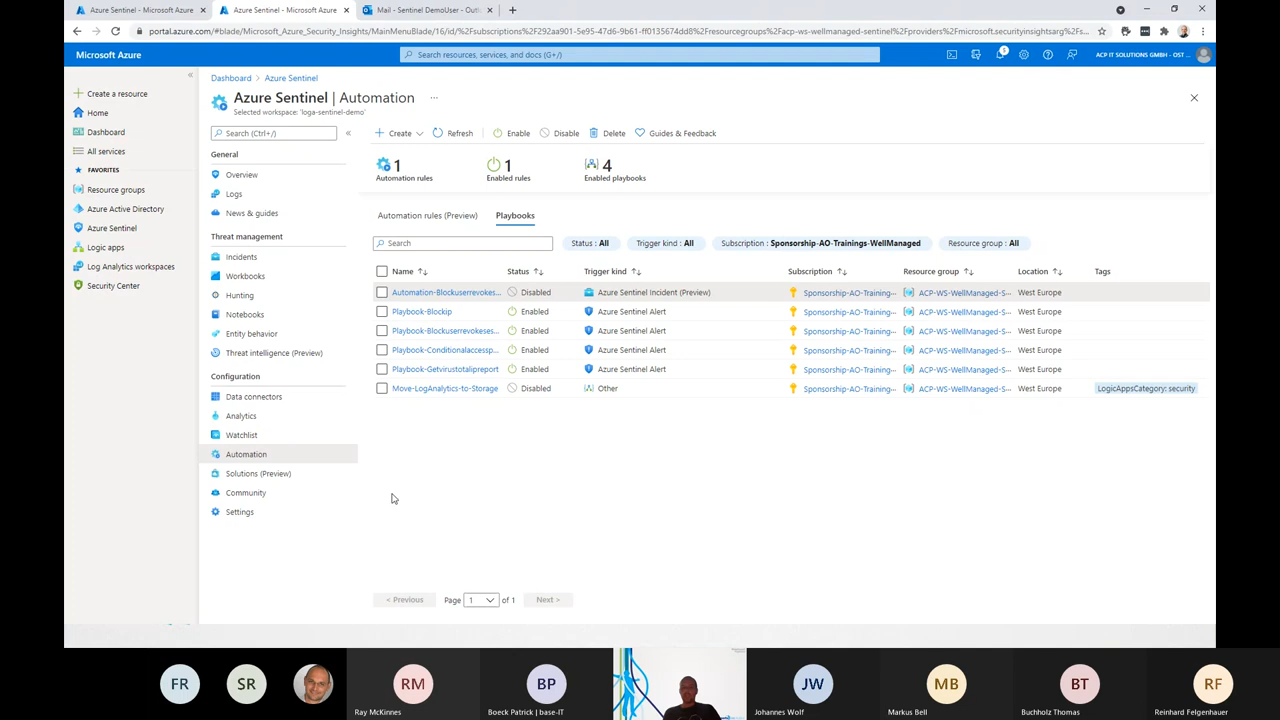 Azure Sentinel - Microsoft Azure
Azure Sentinel - Microsoft Azure
Mail - Sentinel DemoUser - Outlo
portal.azure.com/#blade/Microsoft_Azure_Security_Insights/MainMenuBlade/16/id/%2Fsubscriptions%2F292aa901-5e95-47d6-9b61-ff0135674dd8%2Fresourcegroups%2Facp-ws-wellmanaged-sentinel%2Fproviders%2Fmicrosoft.securityinsightsarg%2Fs...
Microsoft Azure
Search resources, services, and docs (G+/)
1
ACP IT SOLUTIONS GMBH - OST ...
Dashboard > Azure Sentinel
Create a resource
Home
Dashboard
All services
FAVORITES
Resource groups
Azure Active Directory
Azure Sentinel
Logic apps
Log Analytics workspaces
Security Center
Azure Sentinel | Automation ...
Selected workspace: 'loga-sentinel-demo'
Search (Ctrl+/)
General
Overview
Logs
News & guides
Threat management
Incidents
Workbooks
Hunting
Notebooks
Entity behavior
Threat intelligence (Preview)
Configuration
Data connectors
Analytics
Watchlist
Automation
Solutions (Preview)
Community
Settings
Create Refresh Enable Disable Delete Guides & Feedback
1 Automation rules
1 Enabled rules
4 Enabled playbooks
Automation rules (Preview) Playbooks
Search Status : All Trigger kind : All Subscription : Sponsorship-AO-Trainings-WellManaged Resource group : All
Name Status Trigger kind Subscription Resource group Location Tags
Automation-Blockuserrevokes... Disabled Azure Sentinel Incident (Preview) Sponsorship-AO-Training-... ACP-WS-WellManaged-S... West Europe
Playbook-Blockip Enabled Azure Sentinel Alert Sponsorship-AO-Training-... ACP-WS-WellManaged-S... West Europe
Playbook-Blockuserrevokeses... Enabled Azure Sentinel Alert Sponsorship-AO-Training-... ACP-WS-WellManaged-S... West Europe
Playbook-Conditionalaccessp... Enabled Azure Sentinel Alert Sponsorship-AO-Training-... ACP-WS-WellManaged-S... West Europe
Playbook-Getvirustotalipreport Enabled Azure Sentinel Alert Sponsorship-AO-Training-... ACP-WS-WellManaged-S... West Europe
Move-LogAnalytics-to-Storage Disabled Other Sponsorship-AO-Training-... ACP-WS-WellManaged-S... West Europe LogicAppsCategory: security
< Previous Page 1 of 1 Next >
FR SR RM BP JW MB BT RF
Ray McKinnes Boeck Patrick | base-IT Johannes Wolf Markus Bell Buchholz Thomas Reinhard Felgenhauer